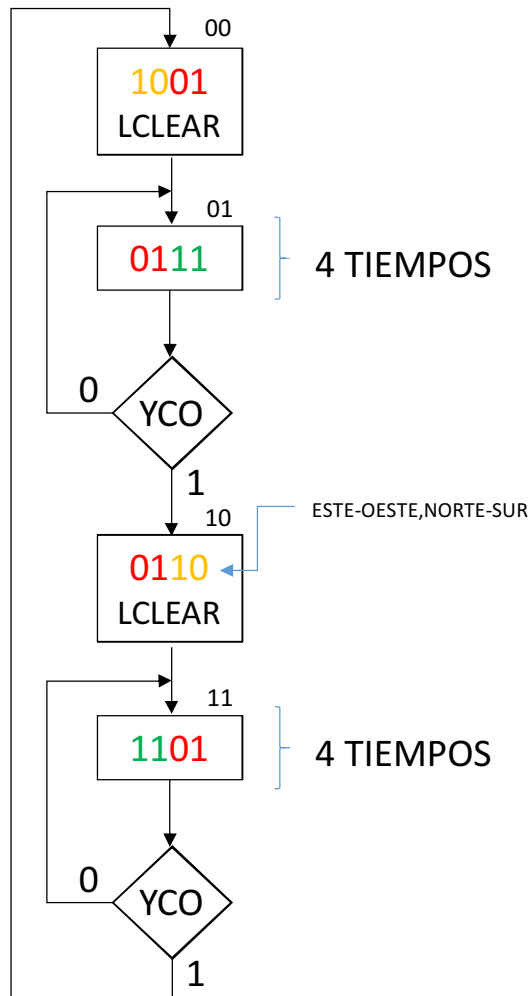 00
1001
LCLEAR
01
0111
4 TIEMPOS
0
YCO
1
10
ESTE-OESTE,NORTE-SUR
0110
LCLEAR
11
1101
4 TIEMPOS
0
YCO
1